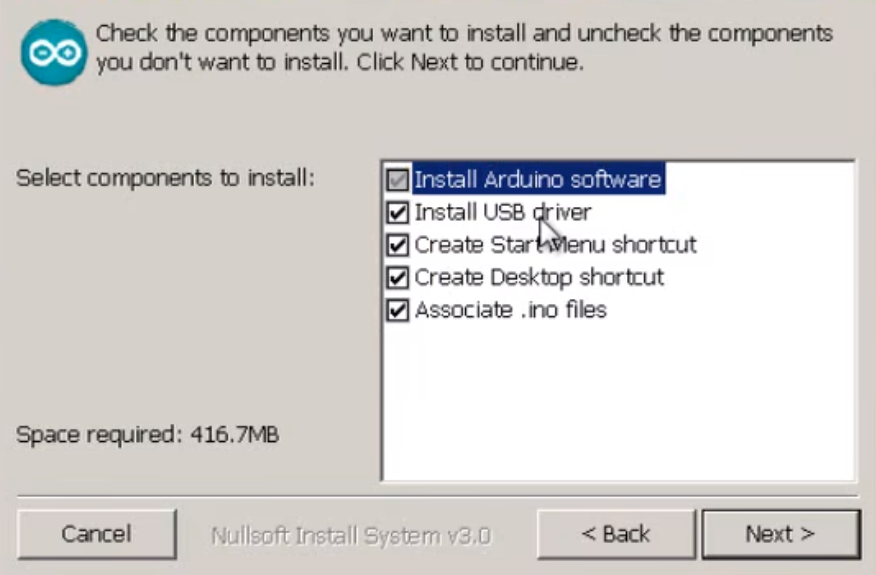 Check the components you want to install and uncheck the components
you don't want to install. Click Next to continue.
Select components to install:
Install Arduino software
Install USB driver
Create Start Menu shortcut
Create Desktop shortcut
Associate .ino files
Space required: 416.7MB
Cancel
Nullsoft Install System v3.0
< Back
Next >